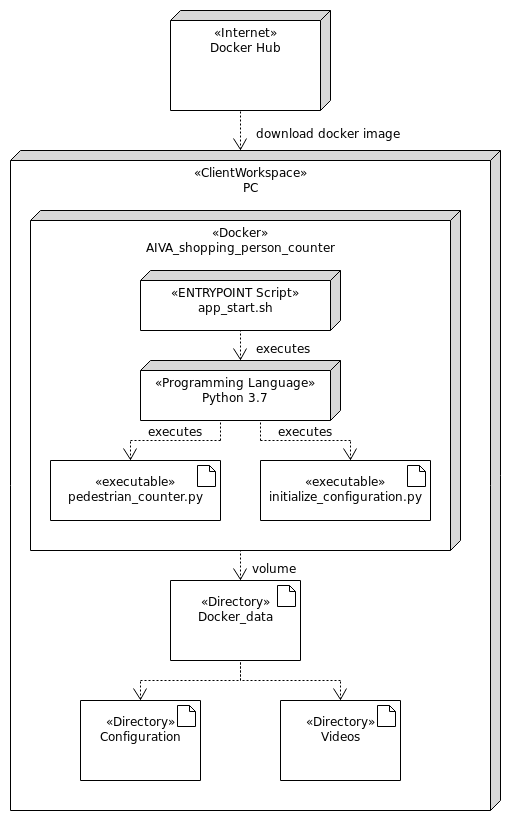 «Internet»
Docker Hub
download docker image
«ClientWorkspace»
PC
«Docker»
AIVA_shopping_person_counter
«ENTRYPOINT Script»
app_start.sh
executes
«Programming Language»
Python 3.7
executes
executes
«executable»
pedestrian_counter.py
«executable»
initialize_configuration.py
volume
«Directory»
Docker_data
«Directory»
Configuration
«Directory»
Videos